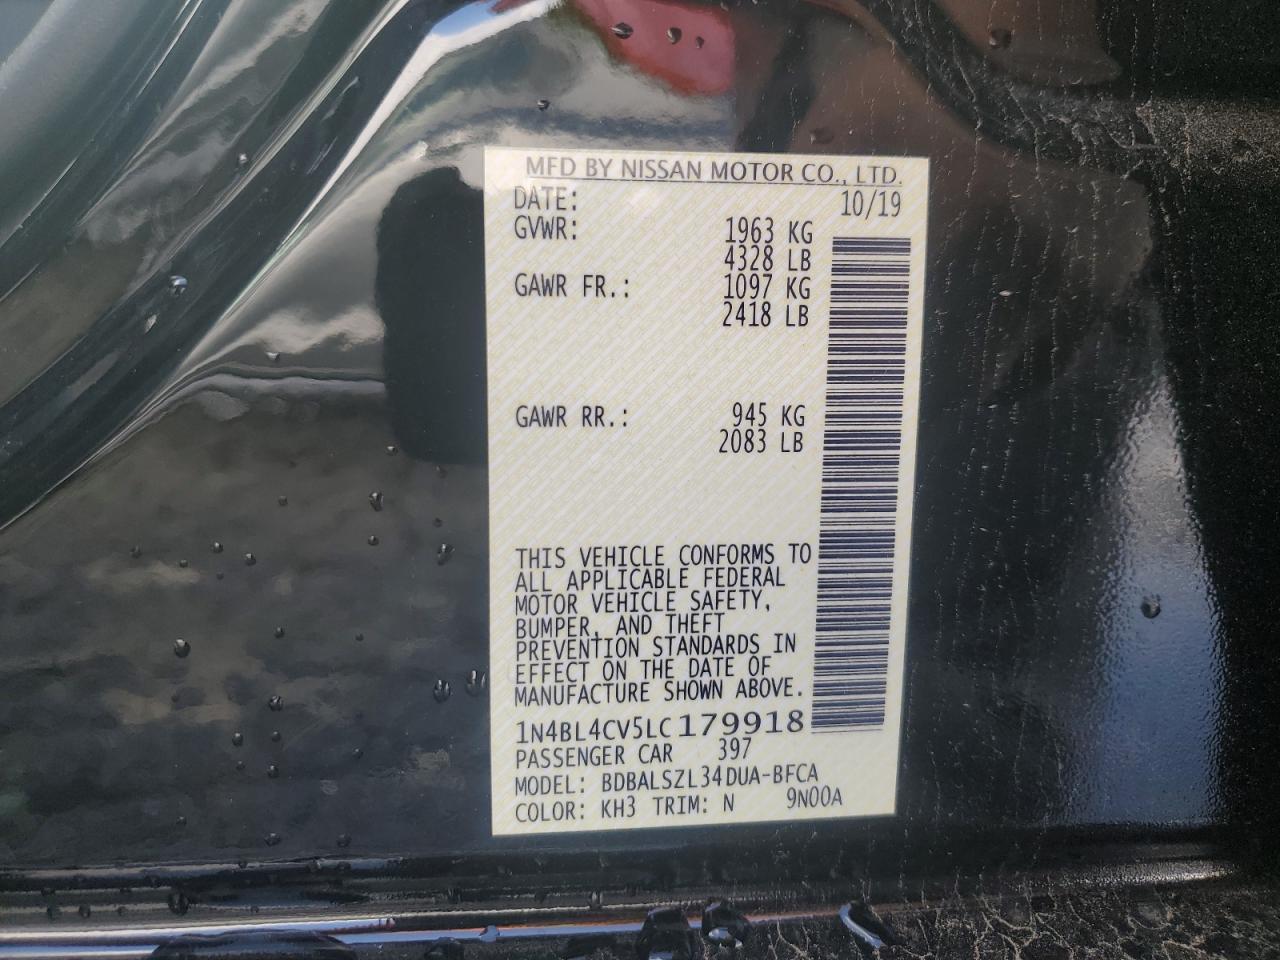 MFD BY NISSAN MOTOR CO., LTD.
DATE: 10/19
GVWR: 1963 KG
4328 LB
GAWR FR.: 1097 KG
2418 LB
GAWR RR.: 945 KG
2083 LB
THIS VEHICLE CONFORMS TO
ALL APPLICABLE FEDERAL
MOTOR VEHICLE SAFETY,
BUMPER, AND THEFT
PREVENTION STANDARDS IN
EFFECT ON THE DATE OF
MANUFACTURE SHOWN ABOVE.
1N4BL4CV5LC179918
PASSENGER CAR 397
MODEL: BDBALSZL34DUA-BFCA
COLOR: KH3 TRIM: N 9N00A